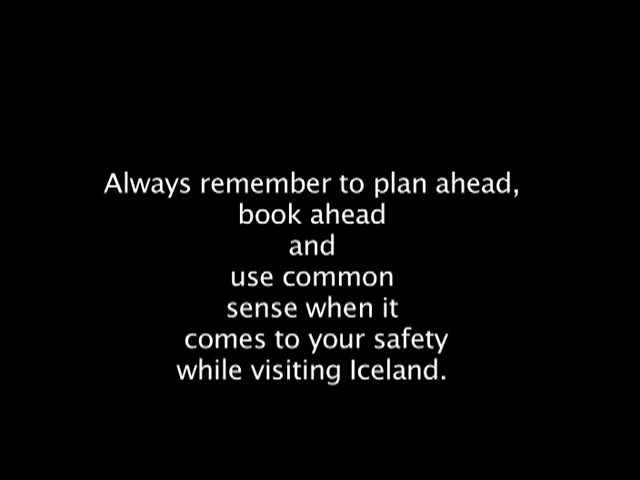 Always remember to plan ahead,
book ahead
and
use common
sense when it
comes to your safety
while visiting Iceland.